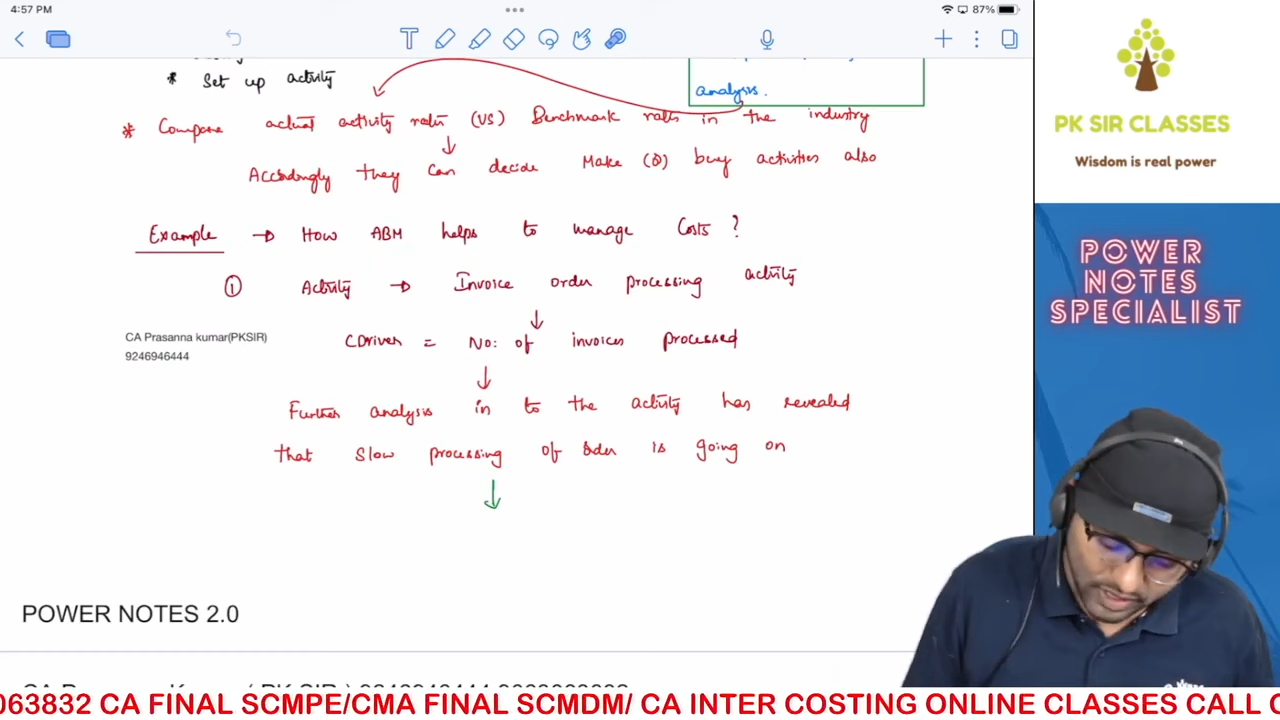 4:57 PM
87%
* Set up activity
analysis.
* Compare actual activity rates (VS) Benchmark rates in the industry
Accordingly they can decide Make (or) buy activities also
Example → How ABM helps to manage Costs ?
① Activity → Invoice order processing activity
CDriver = No: of invoices processed
CA Prasanna kumar(PKSIR)
9246946444
Further analysis in to the activity has revealed
that slow processing of order is going on
POWER NOTES 2.0
PK SIR CLASSES
Wisdom is real power
POWER
NOTES
SPECIALIST
063832 CA FINAL SCMPE/CMA FINAL SCMDM/ CA INTER COSTING ONLINE CLASSES CALL